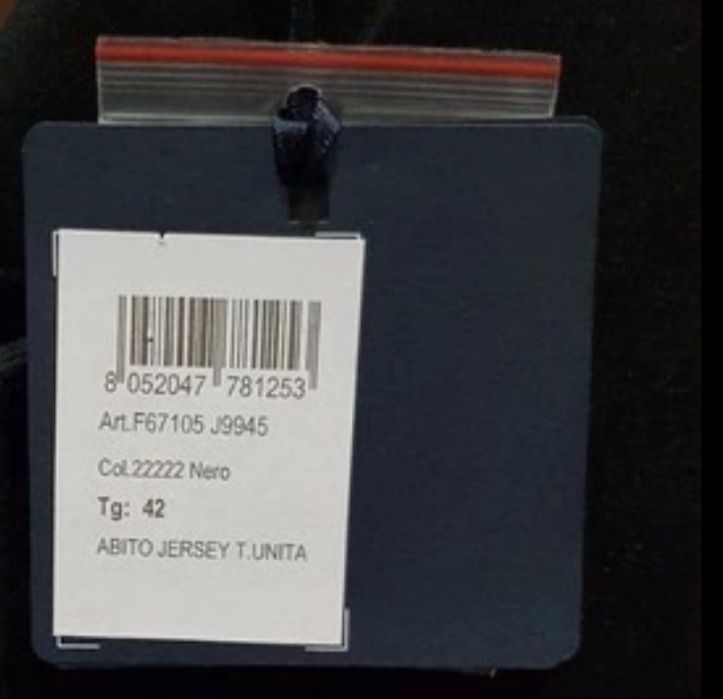 8 052047 781253
Art.F67105 J9945
Col.22222 Nero
Tg: 42
ABITO JERSEY T.UNITA